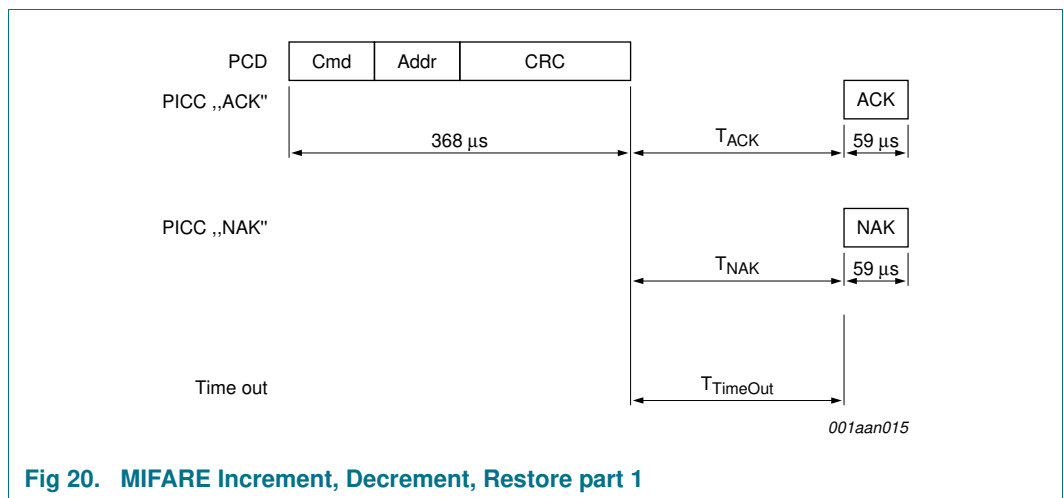 PCD Cmd Addr CRC
PICC ,,ACK" ACK
368 μs TACK 59 μs
PICC ,,NAK" NAK
TNAK 59 μs
Time out TTimeOut
001aan015
Fig 20. MIFARE Increment, Decrement, Restore part 1